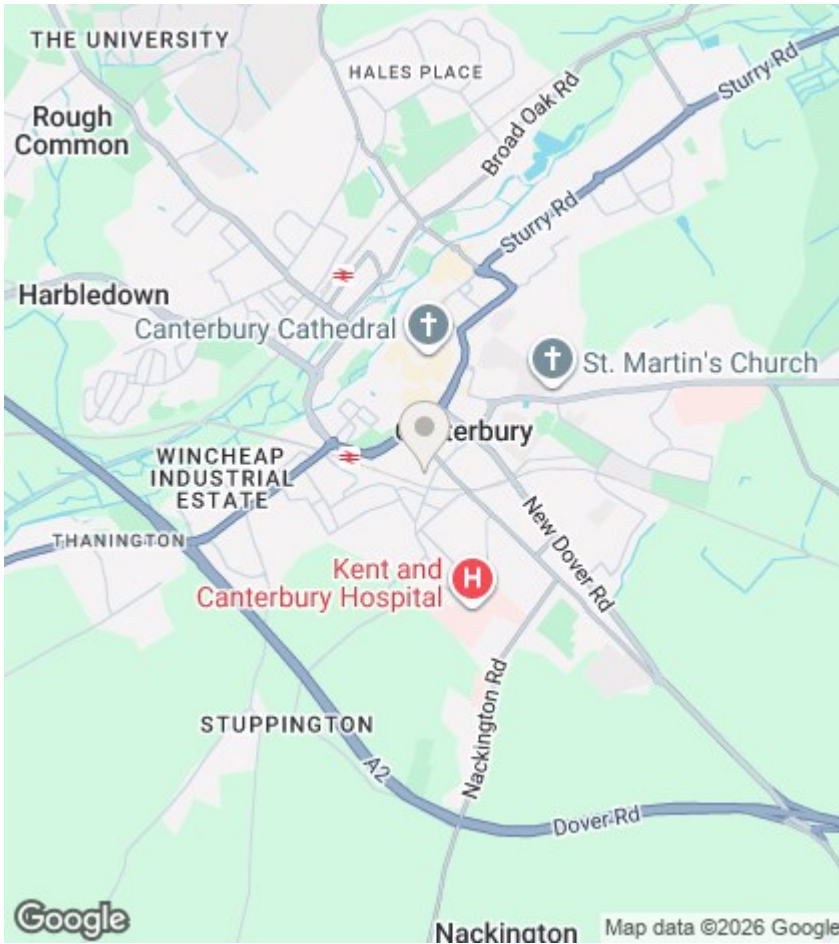 THE UNIVERSITY
HALES PLACE
Rough
Common
Broad Oak Rd
Sturry Rd
Sturry Rd
Harbledown
Canterbury Cathedral
St. Martin's Church
Canterbury
WINCHEAP
INDUSTRIAL
ESTATE
THANINGTON
New Dover Rd
Kent and
Canterbury Hospital
H
Nackington Rd
STUPPINGTON
A2
Dover Rd
Google
Nackington
Map data ©2026 Google